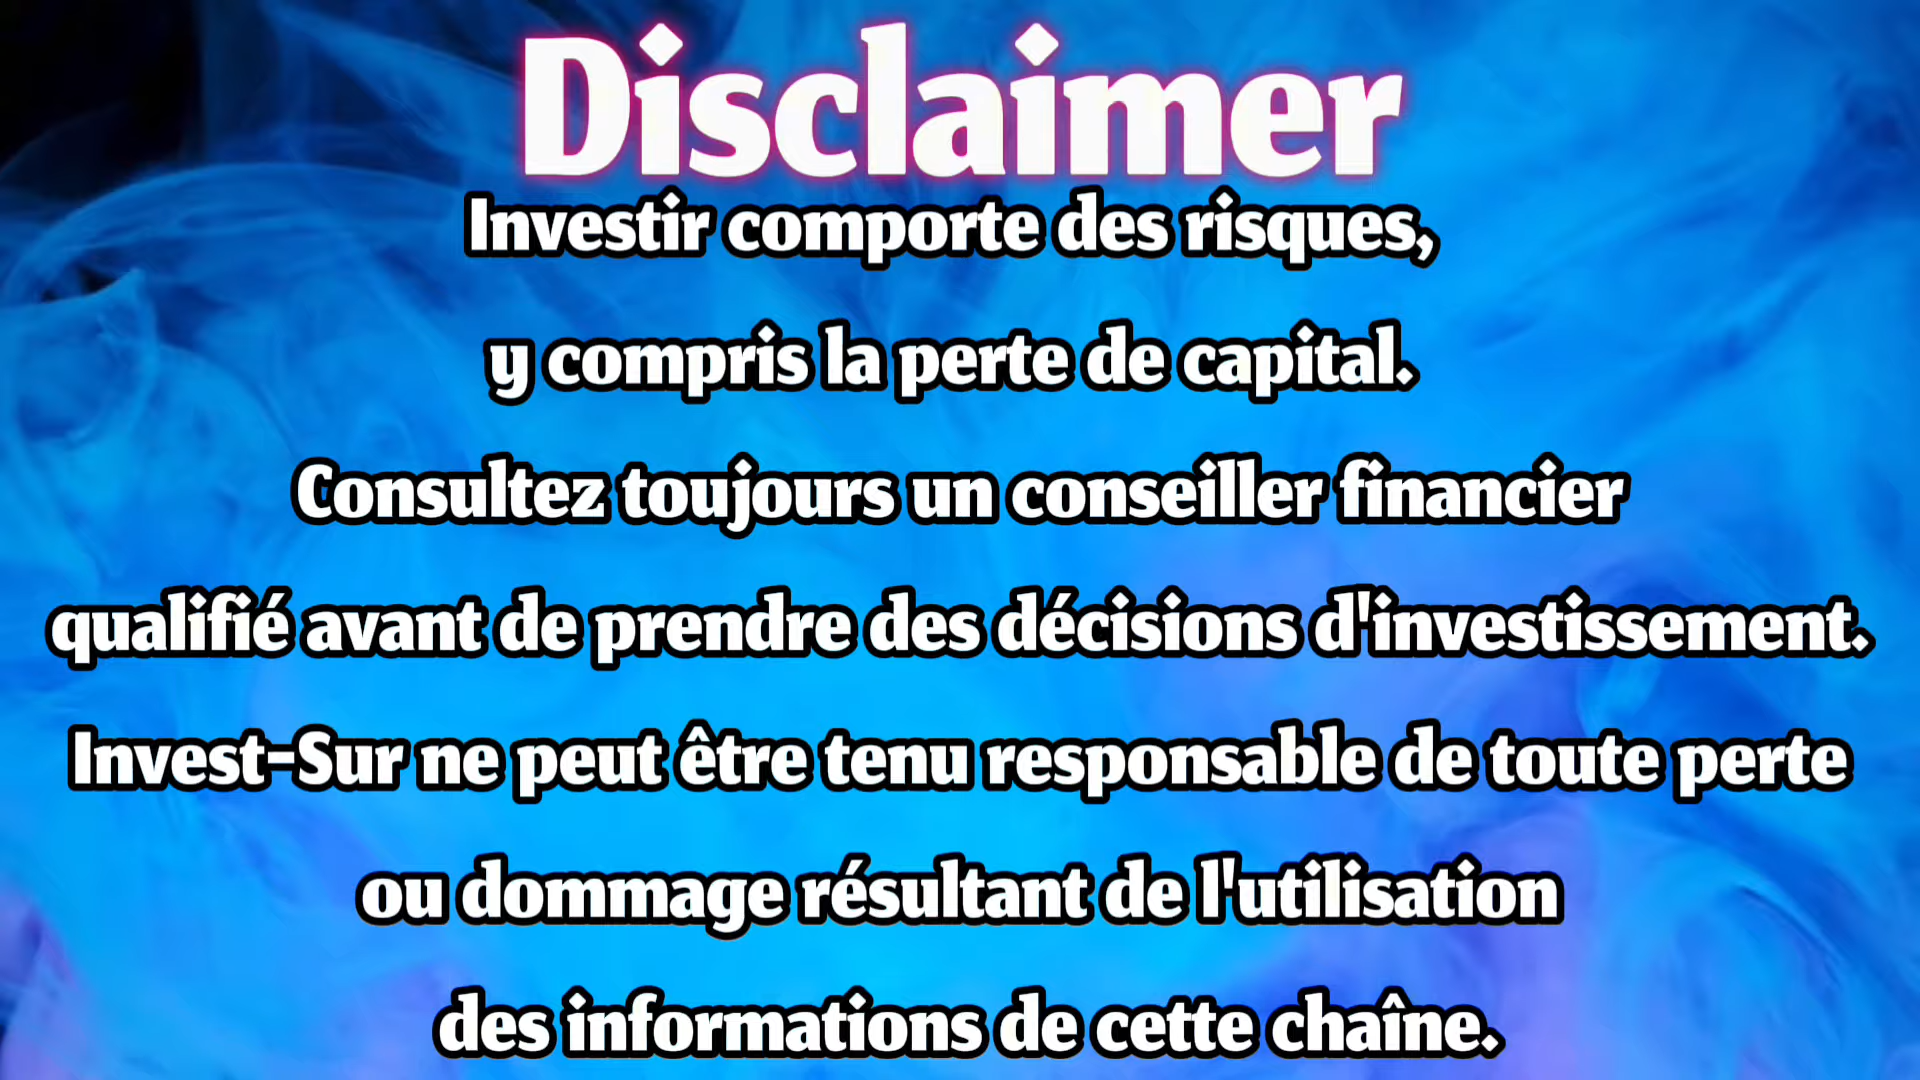 Disclaimer
Investir comporte des risques,
y compris la perte de capital.
Consultez toujours un conseiller financier
qualifié avant de prendre des décisions d'investissement.
Invest-Sur ne peut être tenu responsable de toute perte
ou dommage résultant de l'utilisation
des informations de cette chaîne.